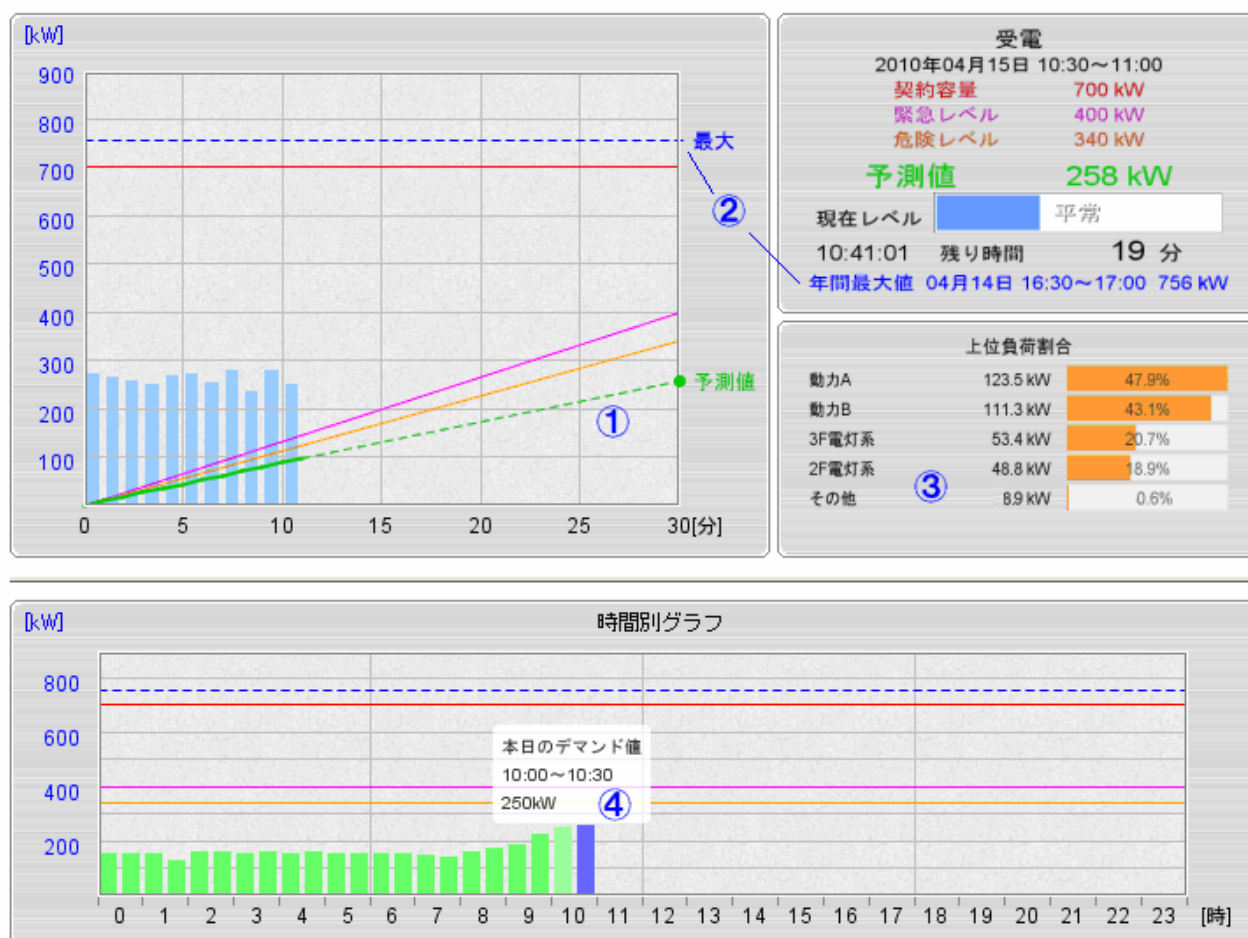 [kW]
900
800
700
600
500
400
300
200
100
0 5 10 15 20 25 30[分]
最大
②
予測値
①
受電
2010年04月15日 10:30～11:00
契約容量 700 kW
緊急レベル 400 kW
危険レベル 340 kW
予測値 258 kW
現在レベル 平常
10:41:01 残り時間 19 分
年間最大値 04月14日 16:30～17:00 756 kW
上位負荷割合
動力A 123.5 kW 47.9%
動力B 111.3 kW 43.1%
3F電灯系 53.4 kW 20.7%
2F電灯系 48.8 kW 18.9%
その他 8.9 kW 0.6%
③
[kW]
時間別グラフ
800
600
400
200
本日のデマンド値
10:00～10:30
250kW
④
0 1 2 3 4 5 6 7 8 9 10 11 12 13 14 15 16 17 18 19 20 21 22 23 [時]